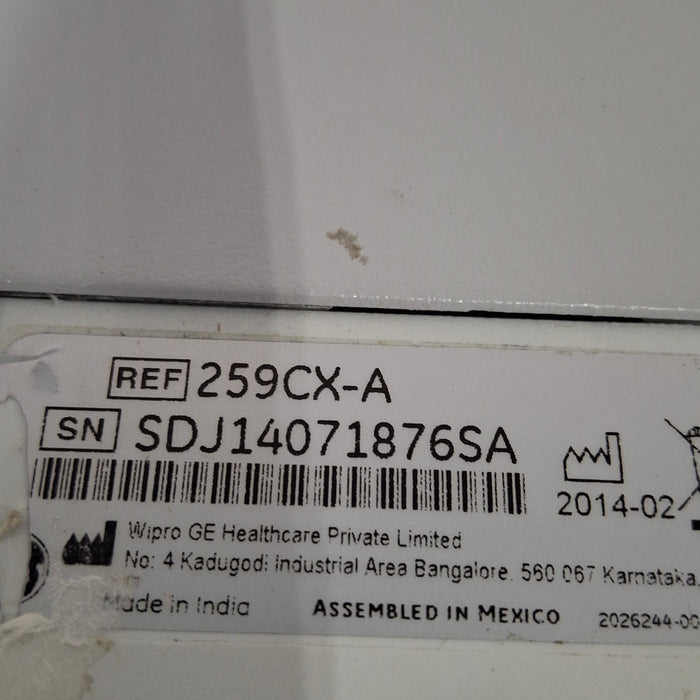 REF 259CX-A
SN SDJ14071876SA
2014-02
Wipro GE Healthcare Private Limited
No: 4 Kadugodi Industrial Area Bangalore. 560 067 Karnataka.
Made in India ASSEMBLED IN MEXICO 2026244-00